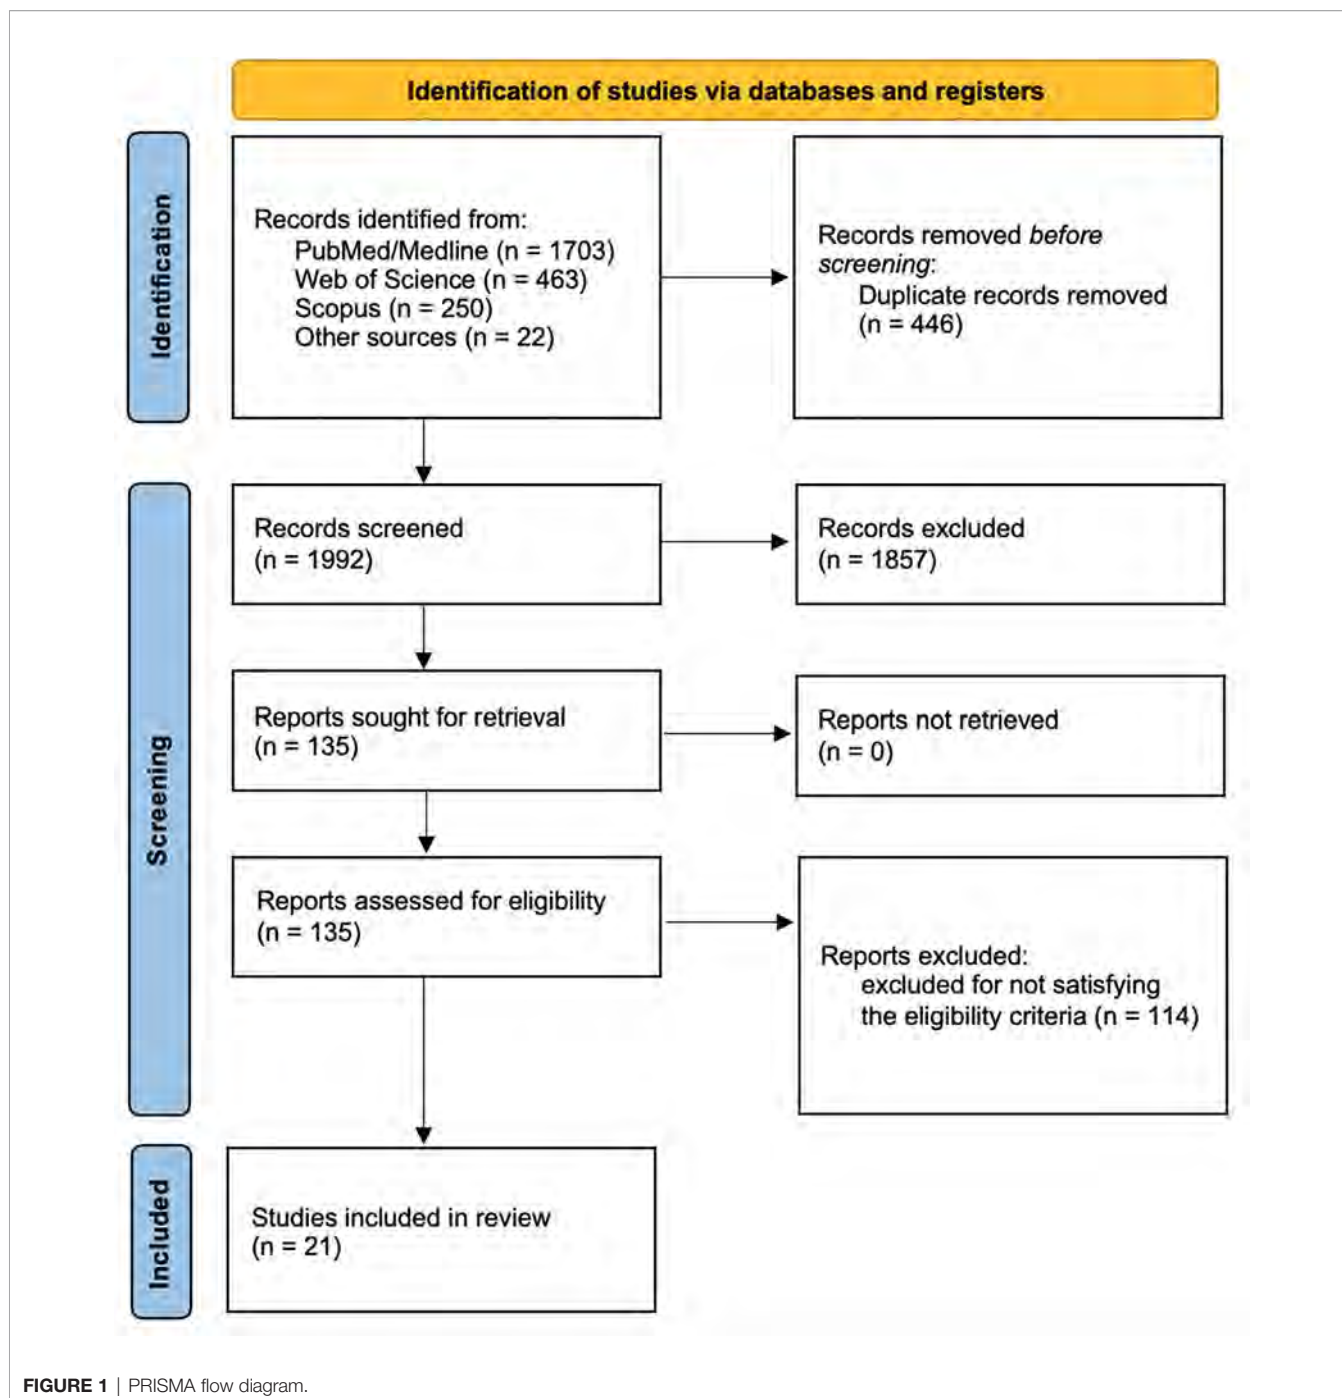 Identification of studies via databases and registers
Identification
Records identified from:
PubMed/Medline (n = 1703)
Web of Science (n = 463)
Scopus (n = 250)
Other sources (n = 22)
Records removed before
screening:
Duplicate records removed
(n = 446)
Screening
Records screened
(n = 1992)
Records excluded
(n = 1857)
Reports sought for retrieval
(n = 135)
Reports not retrieved
(n = 0)
Reports assessed for eligibility
(n = 135)
Reports excluded:
excluded for not satisfying
the eligibility criteria (n = 114)
Included
Studies included in review
(n = 21)
FIGURE 1 | PRISMA flow diagram.